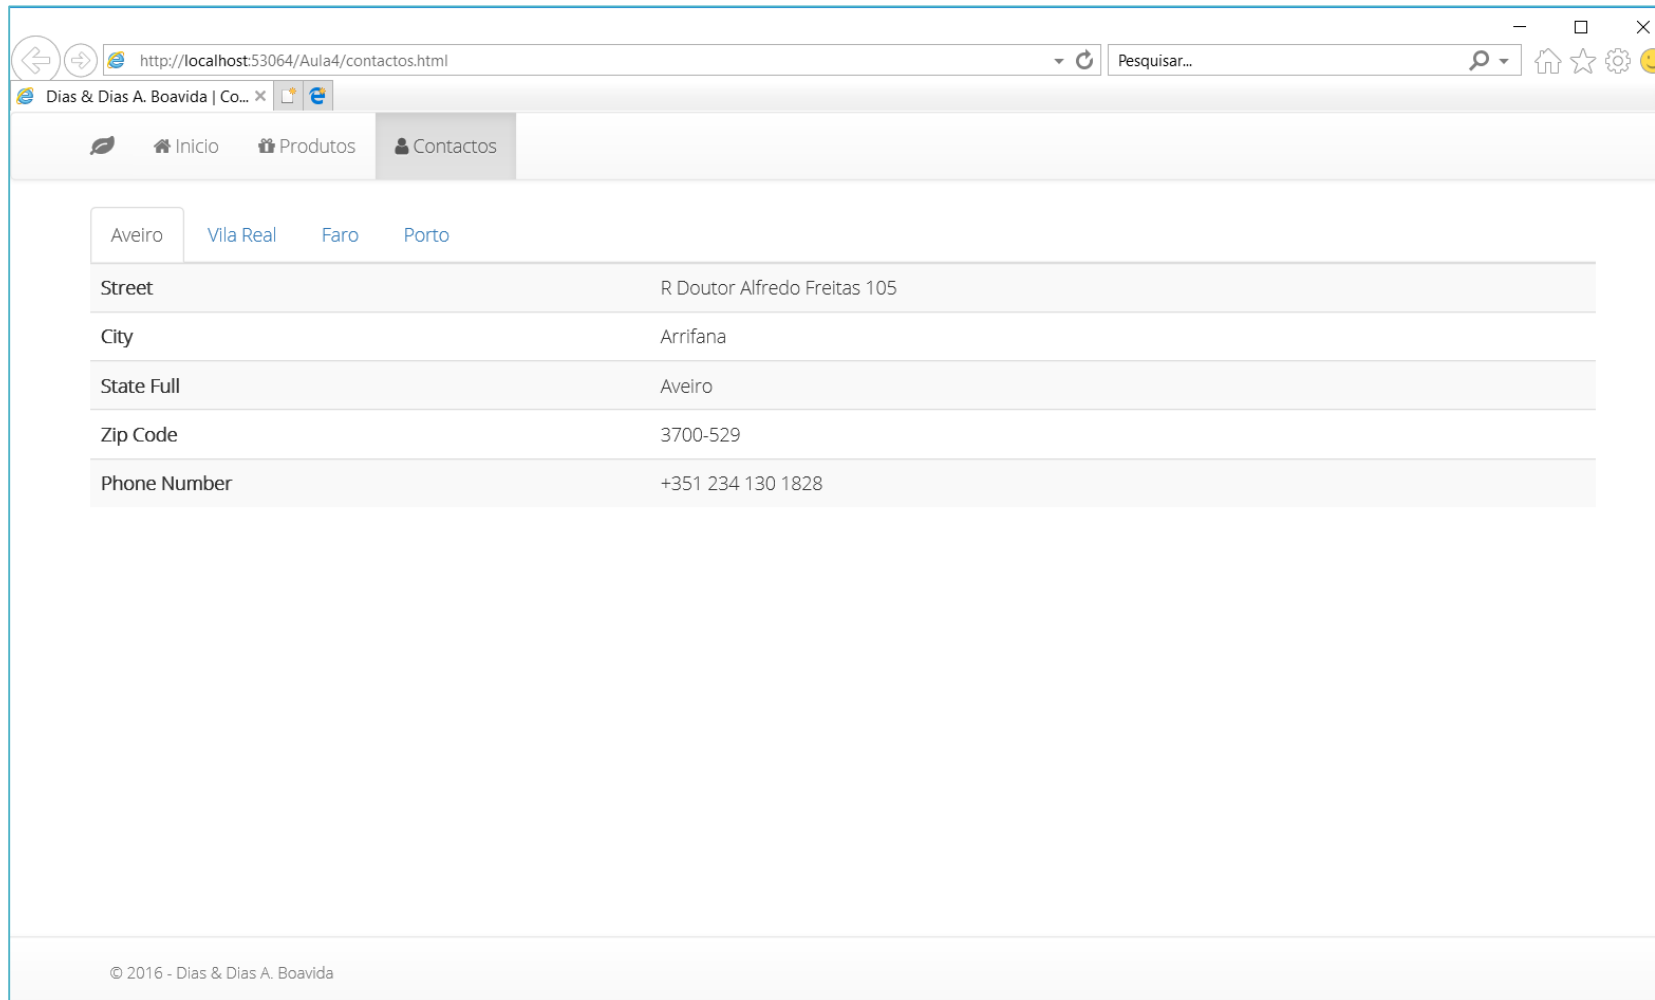 http://localhost:53064/Aula4/contactos.html Pesquisar...
Dias & Dias A. Boavida | Co...
Inicio Produtos Contactos
Aveiro Vila Real Faro Porto
Street R Doutor Alfredo Freitas 105
City Arrifana
State Full Aveiro
Zip Code 3700-529
Phone Number +351 234 130 1828
© 2016 - Dias & Dias A. Boavida